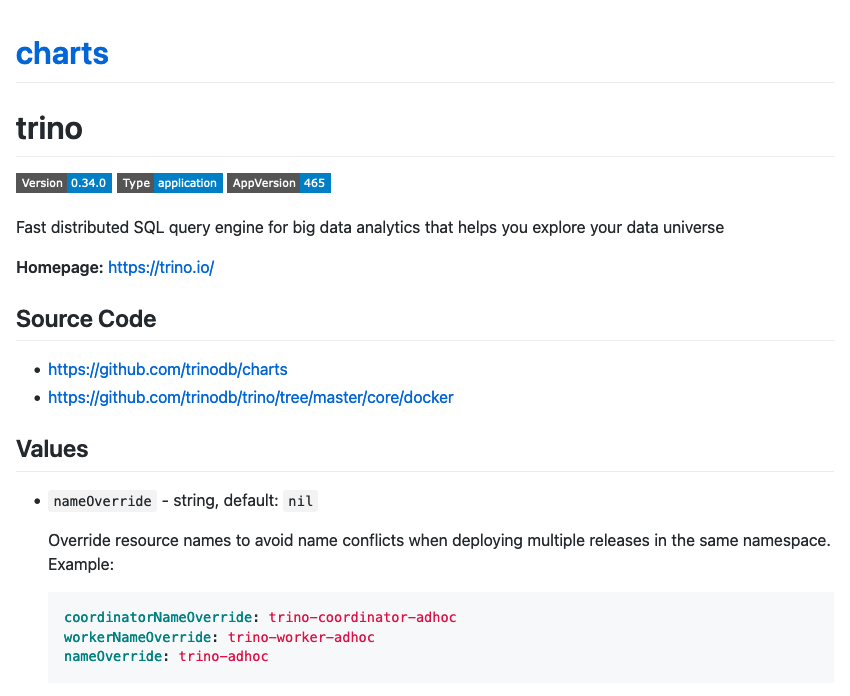 charts
trino
Version 0.34.0 Type application AppVersion 465
Fast distributed SQL query engine for big data analytics that helps you explore your data universe
Homepage: https://trino.io/
Source Code
• https://github.com/trinodb/charts
• https://github.com/trinodb/trino/tree/master/core/docker
Values
• nameOverride - string, default: nil
Override resource names to avoid name conflicts when deploying multiple releases in the same namespace.
Example:
coordinatorNameOverride: trino-coordinator-adhoc
workerNameOverride: trino-worker-adhoc
nameOverride: trino-adhoc